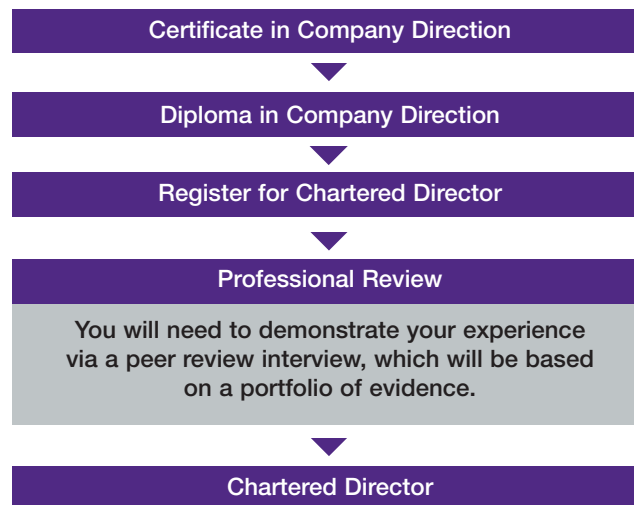 Certificate in Company Direction
Diploma in Company Direction
Register for Chartered Director
Professional Review
You will need to demonstrate your experience
via a peer review interview, which will be based
on a portfolio of evidence.
Chartered Director